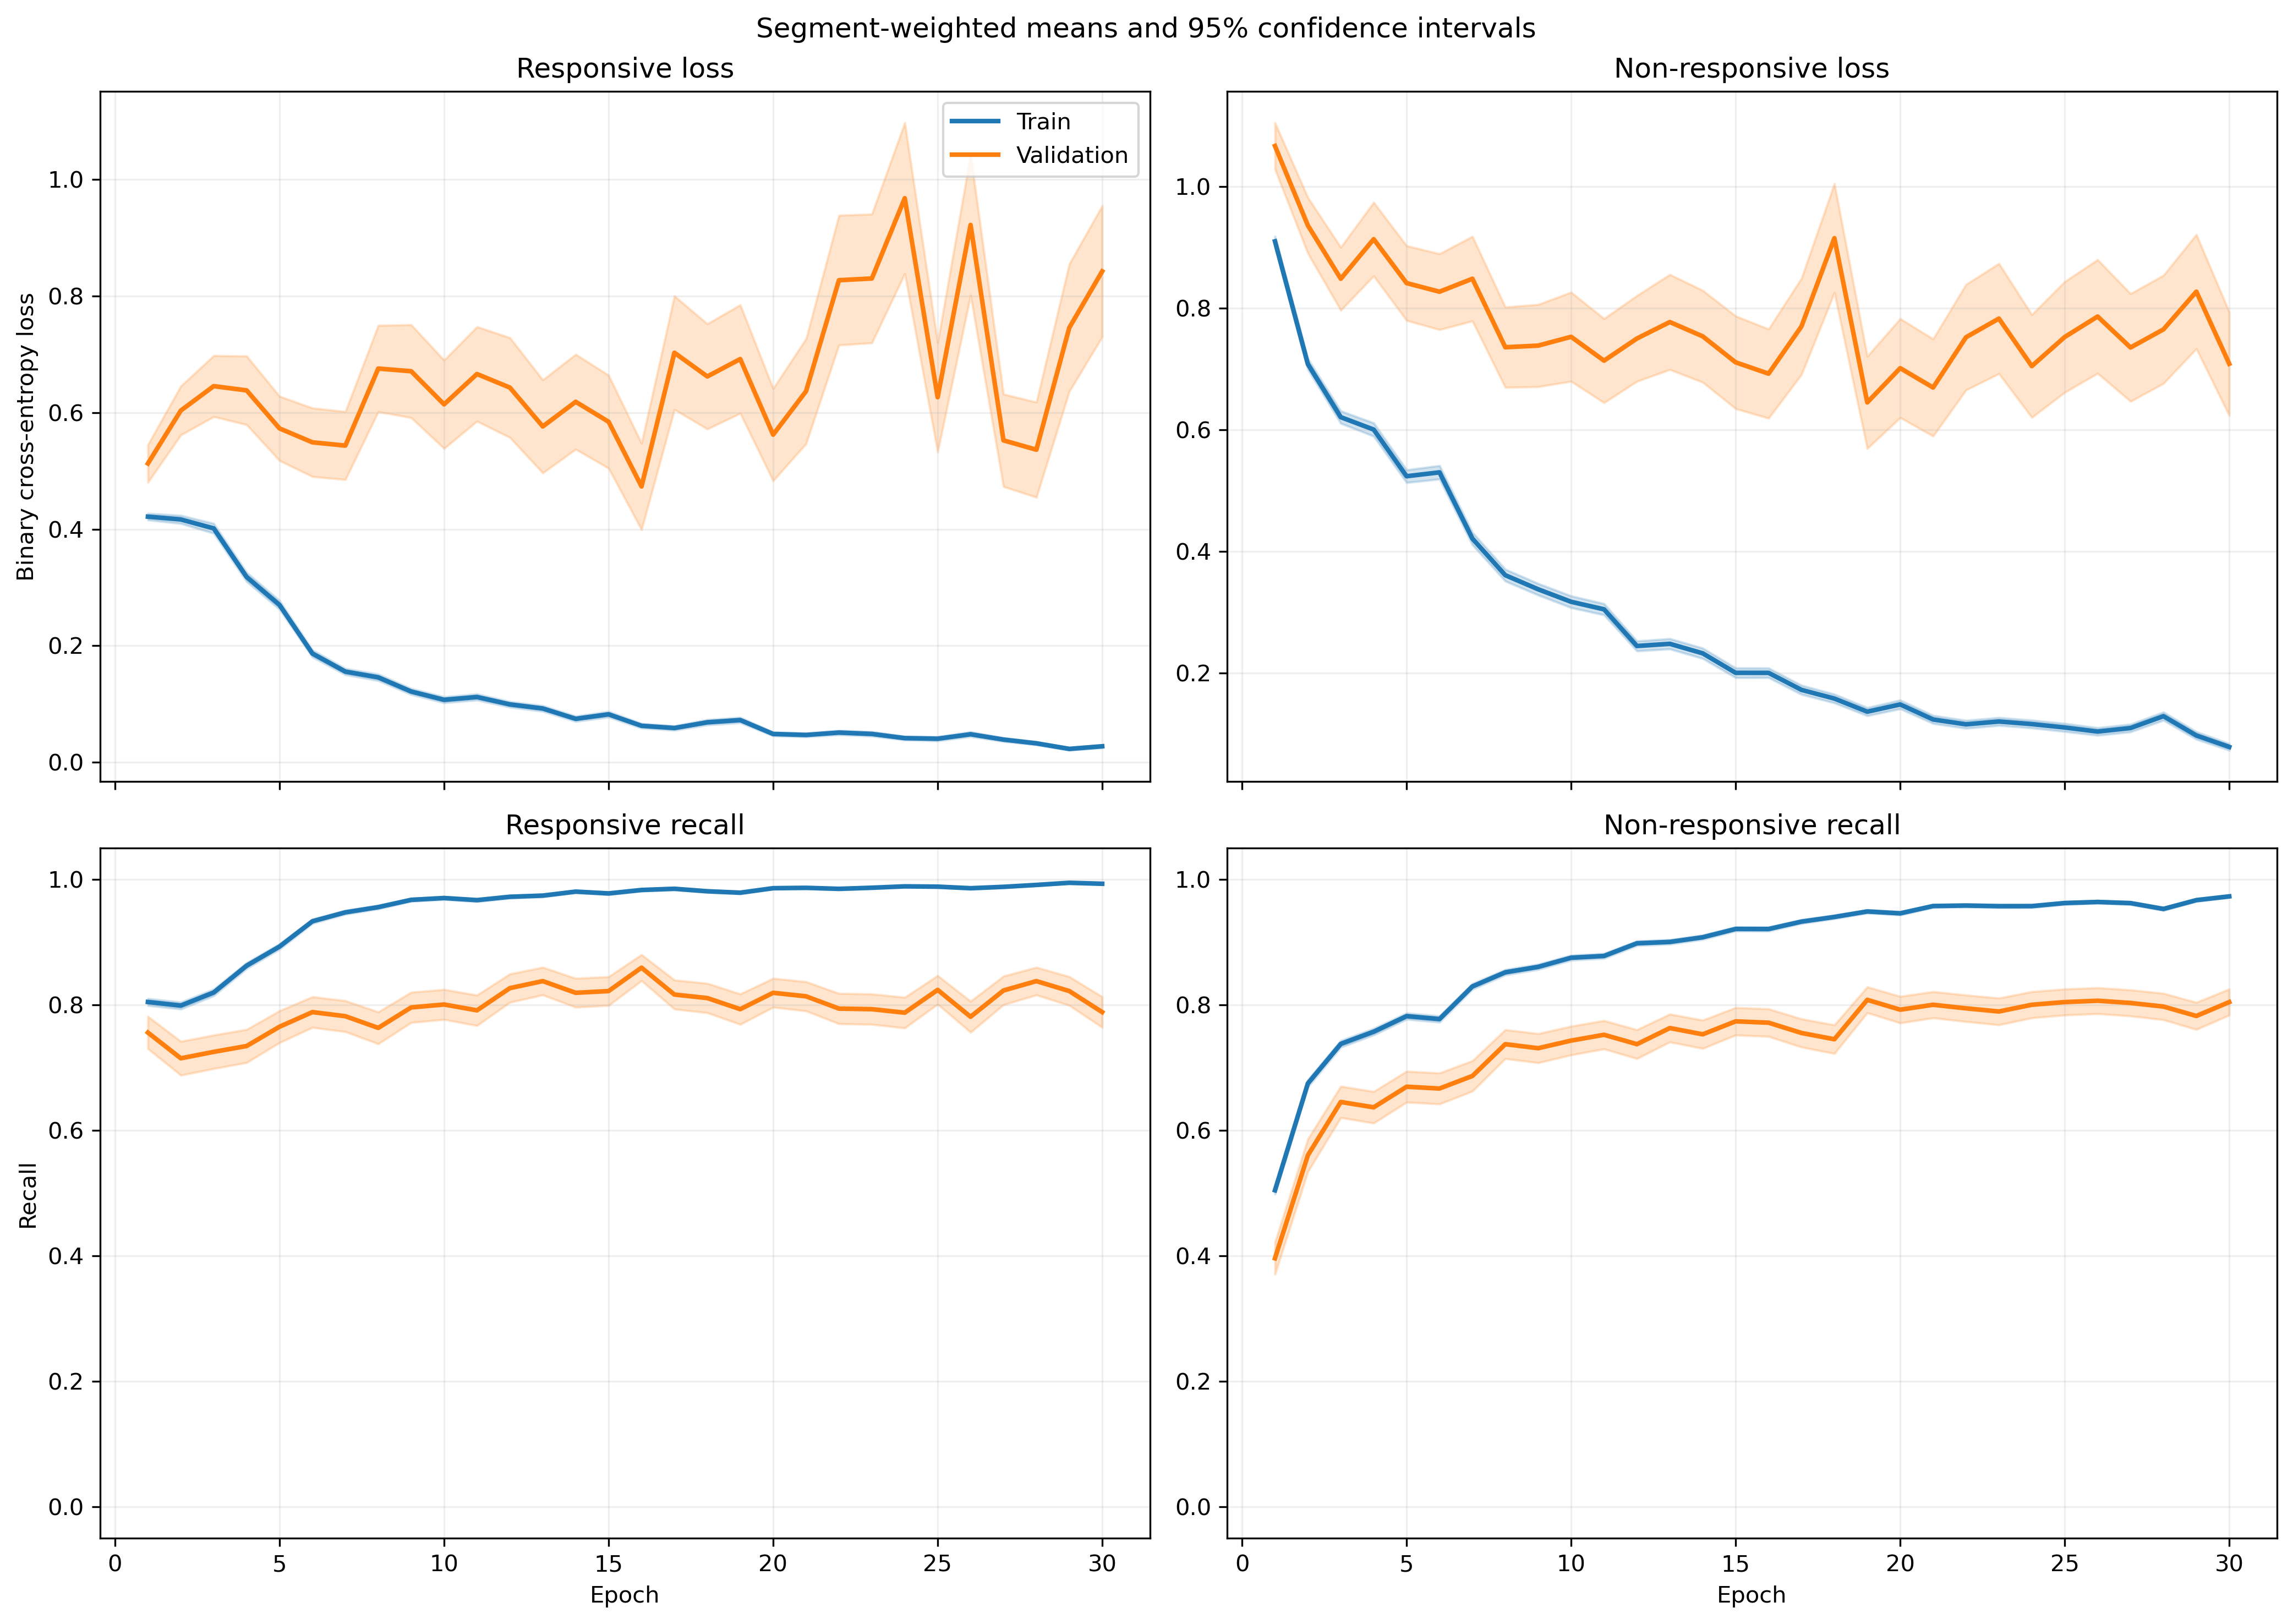 Segment-weighted means and 95% confidence intervals
Responsive loss
Non-responsive loss
Train
Validation
Binary cross-entropy loss
1.0
0.8
0.6
0.4
0.2
0.0
1.0
0.8
0.6
0.4
0.2
Responsive recall
Non-responsive recall
Recall
1.0
0.8
0.6
0.4
0.2
0.0
0 5 10 15 20 25 30
Epoch
1.0
0.8
0.6
0.4
0.2
0.0
0 5 10 15 20 25 30
Epoch